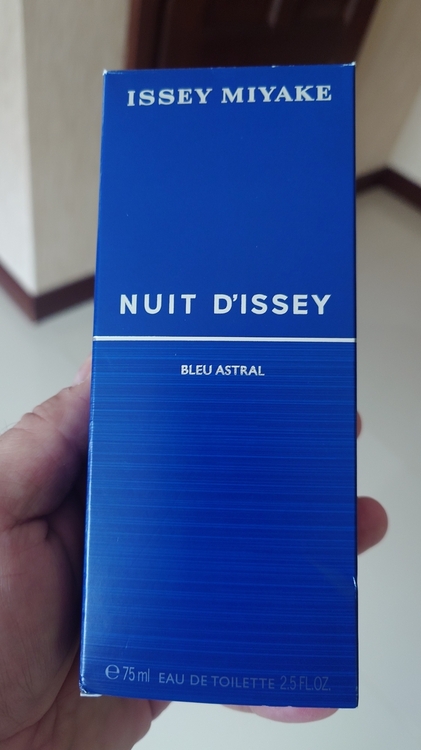 ISSEY MIYAKE
NUIT D'ISSEY
BLEU ASTRAL
℮ 75 ml EAU DE TOILETTE 2.5 FL.OZ.